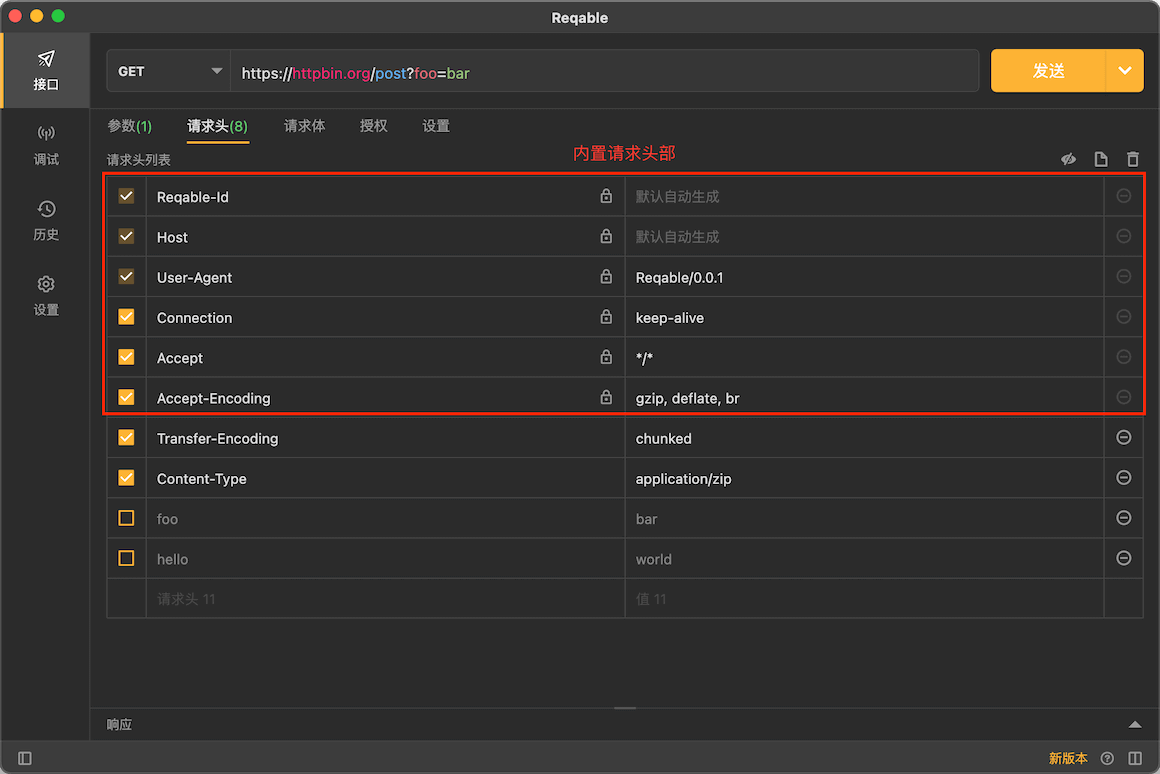 Reqable
接口
调试
历史
设置
GET
https://httpbin.org/post?foo=bar
发送
参数(1) 请求头(8) 请求体 授权 设置
请求头列表
内置请求头部
Reqable-Id 默认自动生成
Host 默认自动生成
User-Agent Reqable/0.0.1
Connection keep-alive
Accept */*
Accept-Encoding gzip, deflate, br
Transfer-Encoding chunked
Content-Type application/zip
foo bar
hello world
请求头 11 值 11
响应
新版本